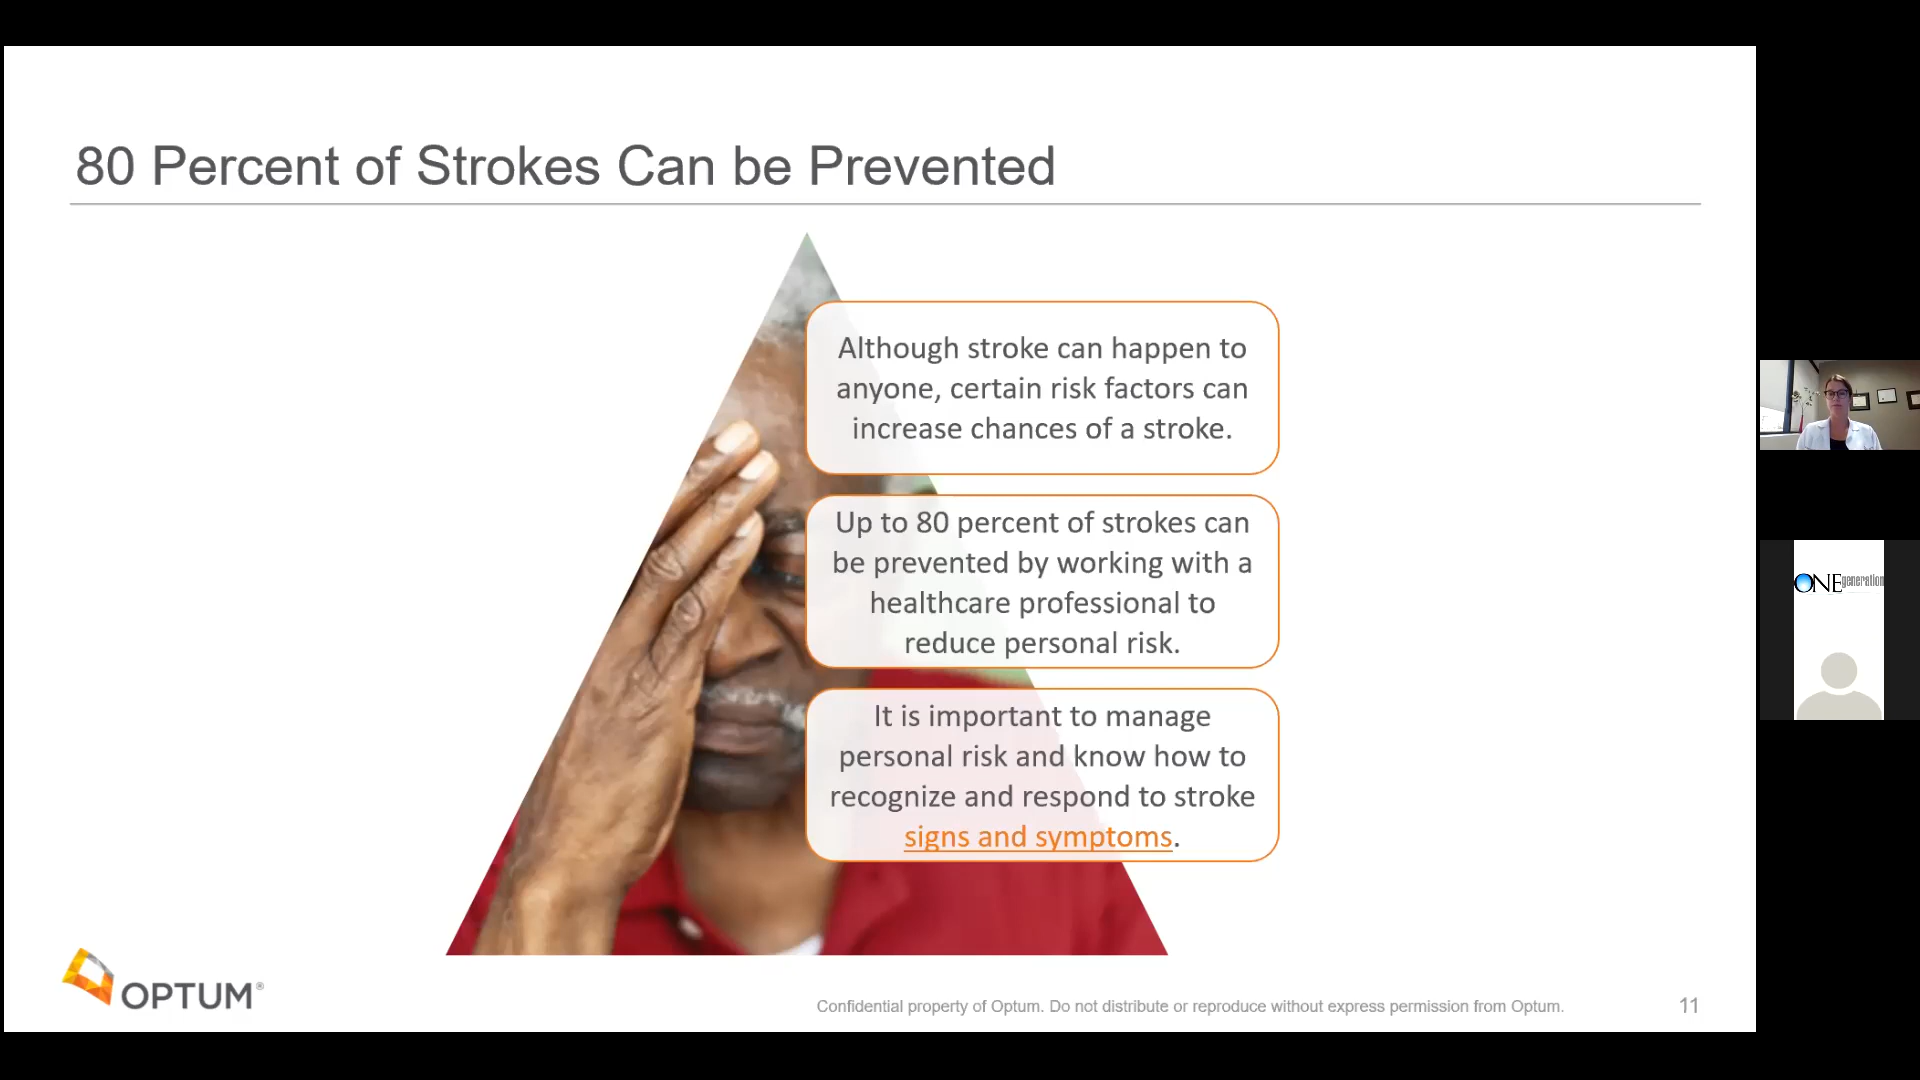 80 Percent of Strokes Can be Prevented
Although stroke can happen to
anyone, certain risk factors can
increase chances of a stroke.
Up to 80 percent of strokes can
be prevented by working with a
healthcare professional to
reduce personal risk.
It is important to manage
personal risk and know how to
recognize and respond to stroke
signs and symptoms.
OPTUM®
Confidential property of Optum. Do not distribute or reproduce without express permission from Optum.
11
ONEgeneration